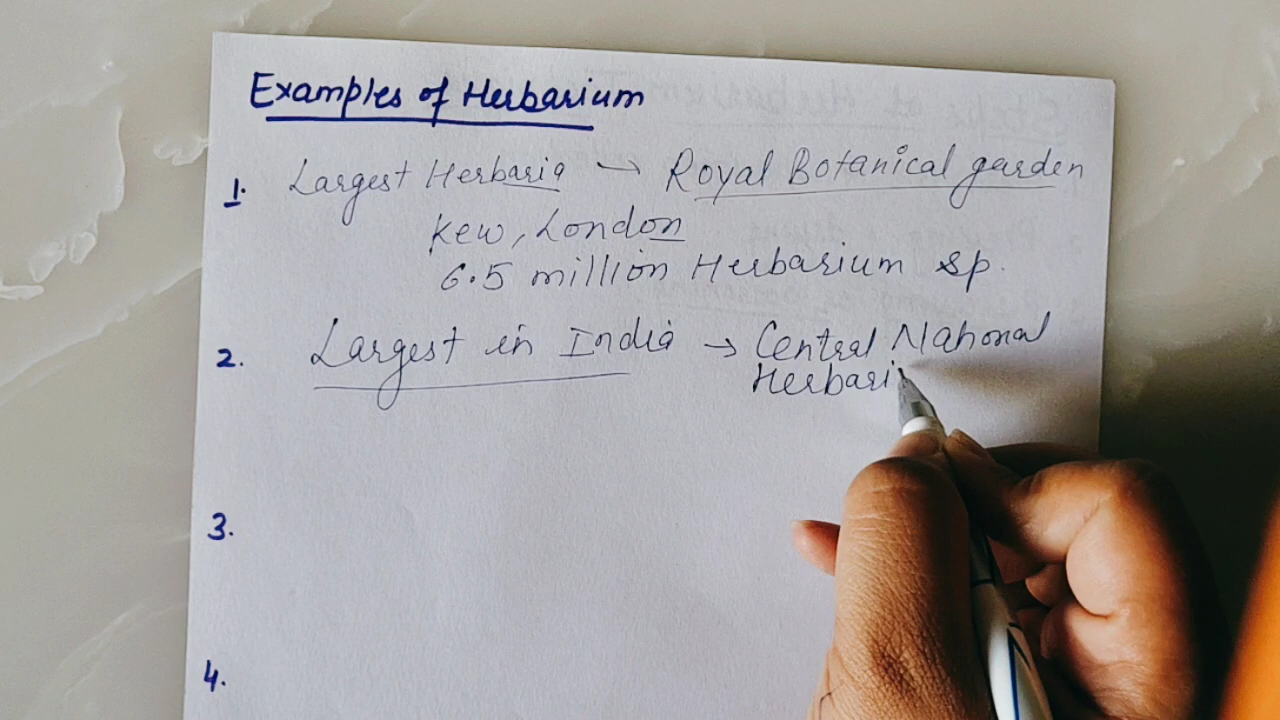 Examples of Herbarium
1. Largest Herbaria → Royal Botanical garden
Kew, London
6.5 million Herbarium sp.
2. Largest in India → Central National
Herbari
3.
4.